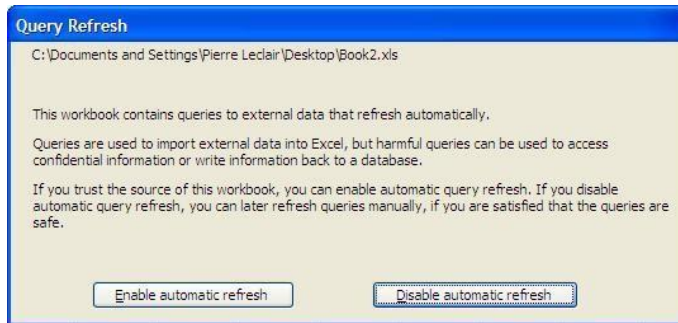 Query Refresh
C:\Documents and Settings\Pierre Leclair\Desktop\Book2.xls
This workbook contains queries to external data that refresh automatically.
Queries are used to import external data into Excel, but harmful queries can be used to access
confidential information or write information back to a database.
If you trust the source of this workbook, you can enable automatic query refresh. If you disable
automatic query refresh, you can later refresh queries manually, if you are satisfied that the queries are
safe.
Enable automatic refresh
Disable automatic refresh